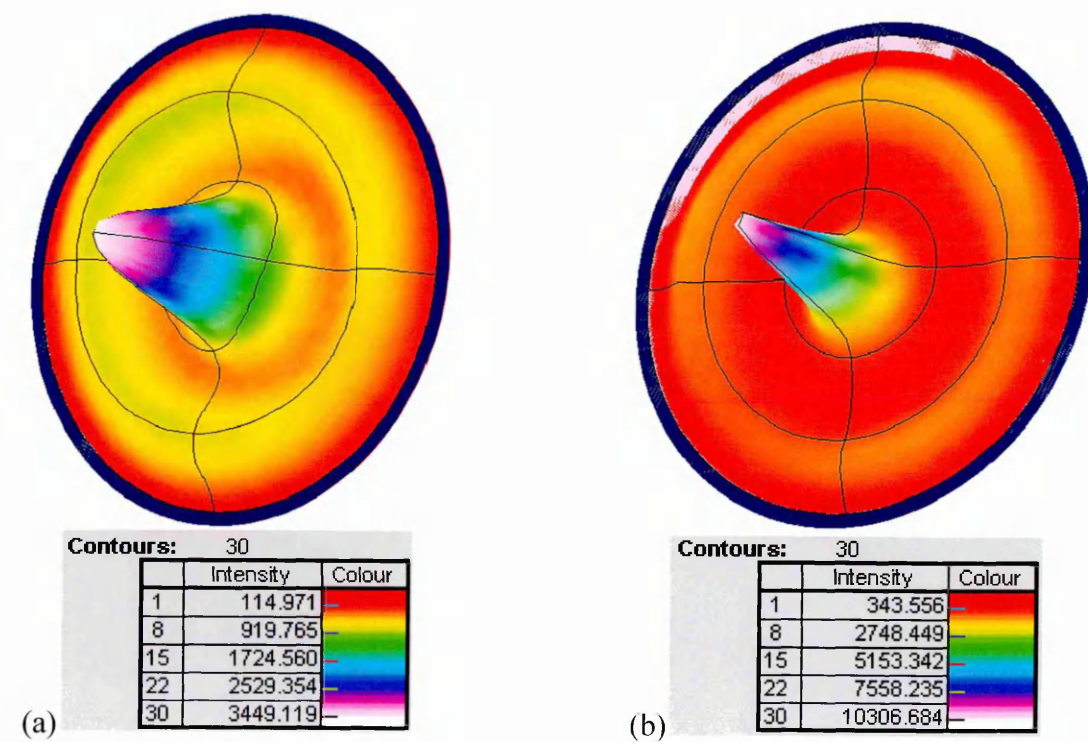 Contours: 30
Intensity Colour
1 114.971
8 919.765
15 1724.560
22 2529.354
30 3449.119
(a)
Contours: 30
Intensity Colour
1 343.556
8 2748.449
15 5153.342
22 7558.235
30 10306.684
(b)